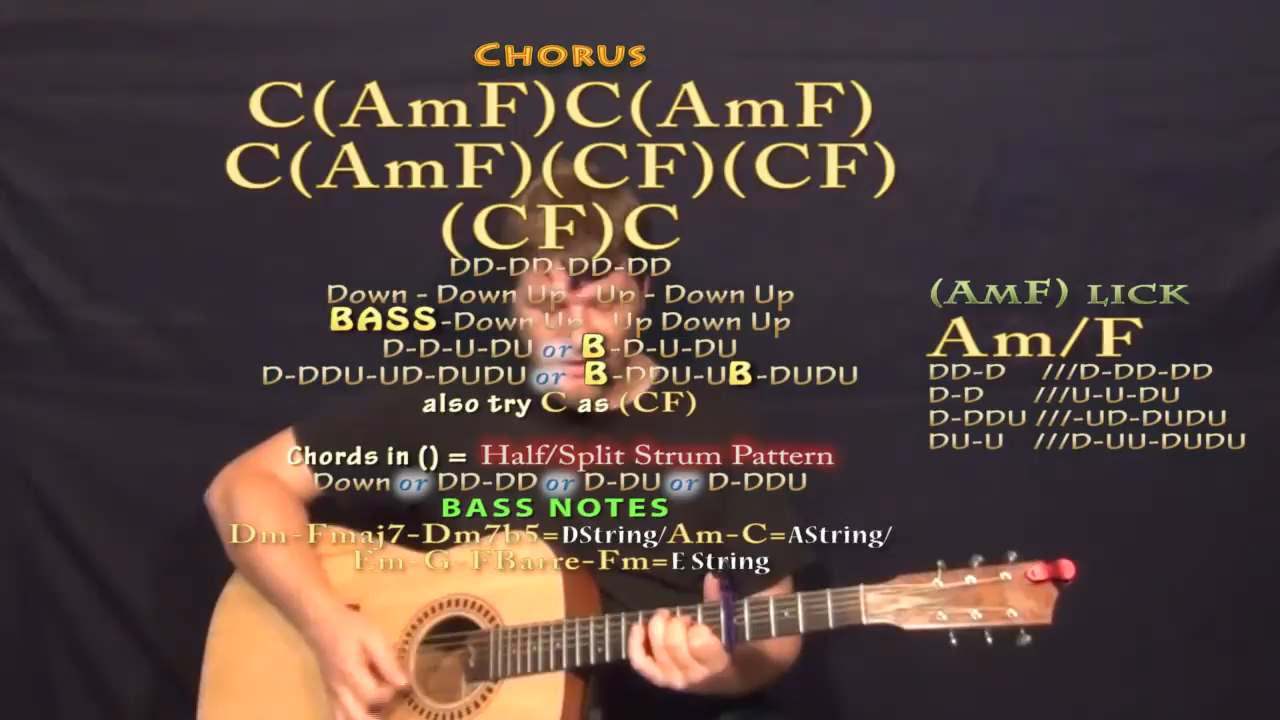 CHORUS
C(AmF)C(AmF)
C(AmF)(CF)(CF)
(CF)C
DD-DD-DD-DD
Down - Down Up - Up - Down Up
BASS-Down Up - Up Down Up
D-D-U-DU or B-D-U-DU
D-DDU-UD-DUDU or B-DDU-UB-DUDU
also try C as (CF)
Chords in () = Half/Split Strum Pattern
Down or DD-DD or D-DU or D-DDU
BASS NOTES
Dm-Fmaj7-Dm7b5=DString/Am-C=AString/
Em-G-FBarre-Fm=E String
(AMF) LICK
Am/F
DD-D ///D-DD-DD
D-D ///U-U-DU
D-DDU ///-UD-DUDU
DU-U ///D-UU-DUDU